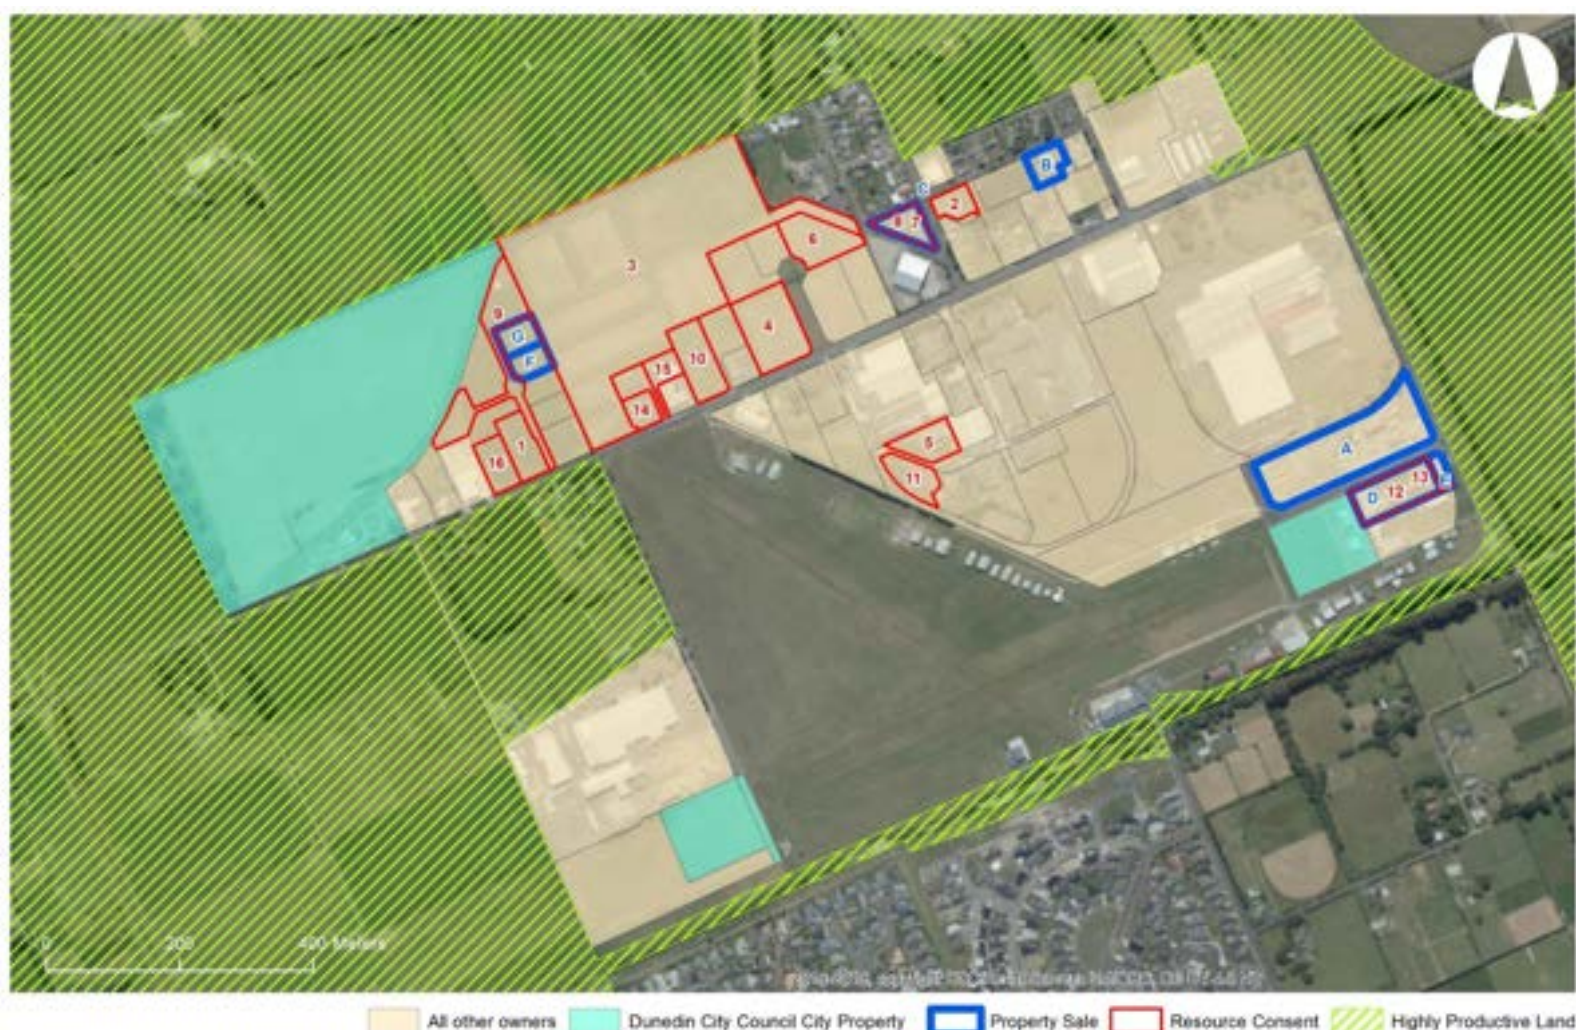 B
C
2
8 7
6
3
9
4
G
F
10
15
14
5
1
16
11
A
13
12
D
E
0 200 400 Meters
All other owners Dunedin City Council City Property Property Sale Resource Consent Highly Productive Land